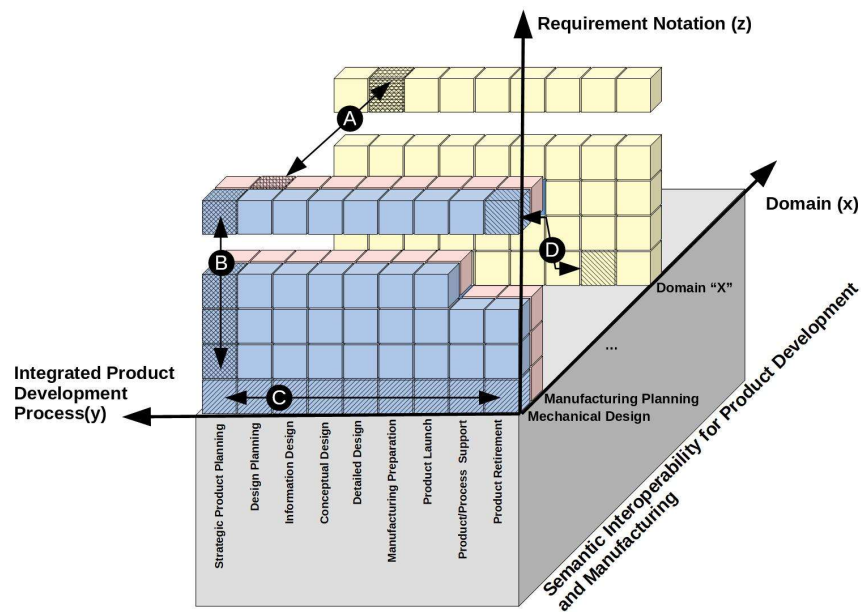 Requirement Notation (z)
A
Domain (x)
B
D
Domain “X”
...
Integrated Product
Development
Process(y)
C
Manufacturing Planning
Mechanical Design
Strategic Product Planning
Design Planning
Information Design
Conceptual Design
Detailed Design
Manufacturing Preparation
Product Launch
Product/Process Support
Product Retirement
Semantic Interoperability for Product Development
and Manufacturing